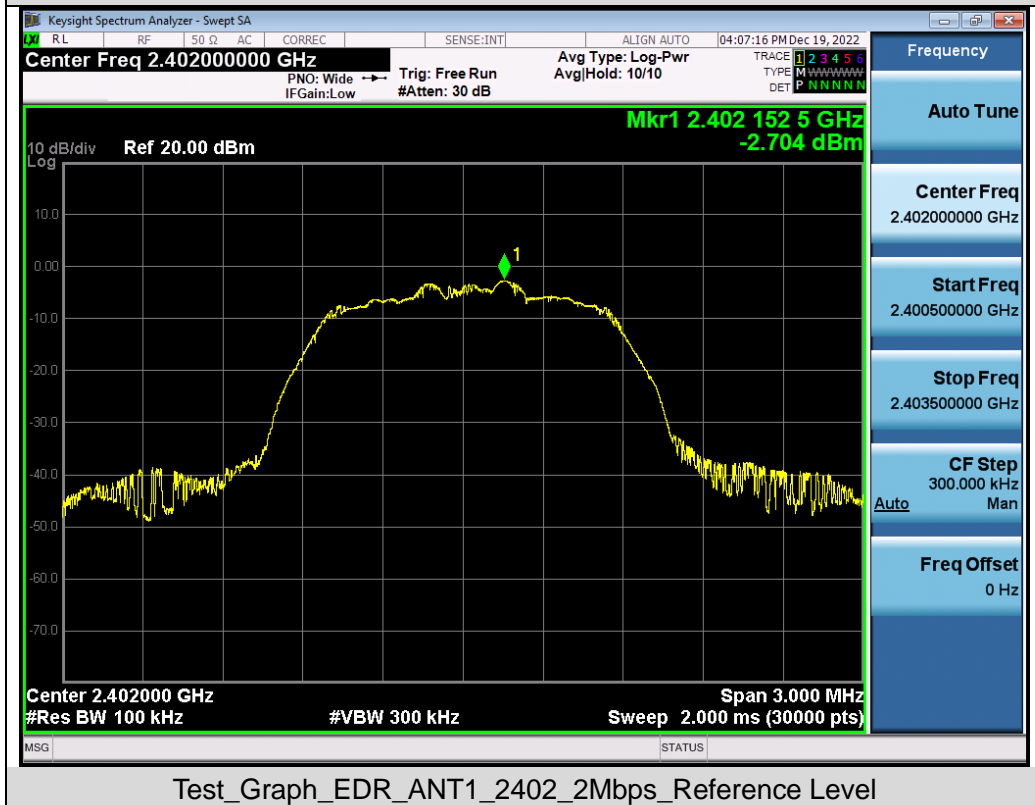 Keysight Spectrum Analyzer - Swept SA
LXI RL RF 50 Ω AC CORREC SENSE:INT ALIGN AUTO 04:07:16 PM Dec 19, 2022
Center Freq 2.402000000 GHz
PNO: Wide
IFGain:Low
Trig: Free Run
#Atten: 30 dB
Avg Type: Log-Pwr
Avg|Hold: 10/10
TRACE 1 2 3 4 5 6
TYPE M WWWWW
DET P N N N N N
Mkr1 2.402 152 5 GHz
-2.704 dBm
10 dB/div Ref 20.00 dBm
Log
10.0
0.00
1
-10.0
-20.0
-30.0
-40.0
-50.0
-60.0
-70.0
Center 2.402000 GHz Span 3.000 MHz
#Res BW 100 kHz #VBW 300 kHz Sweep 2.000 ms (30000 pts)
MSG STATUS
Frequency
Auto Tune
Center Freq
2.402000000 GHz
Start Freq
2.400500000 GHz
Stop Freq
2.403500000 GHz
CF Step
300.000 kHz
Auto Man
Freq Offset
0 Hz
Test_Graph_EDR_ANT1_2402_2Mbps_Reference Level